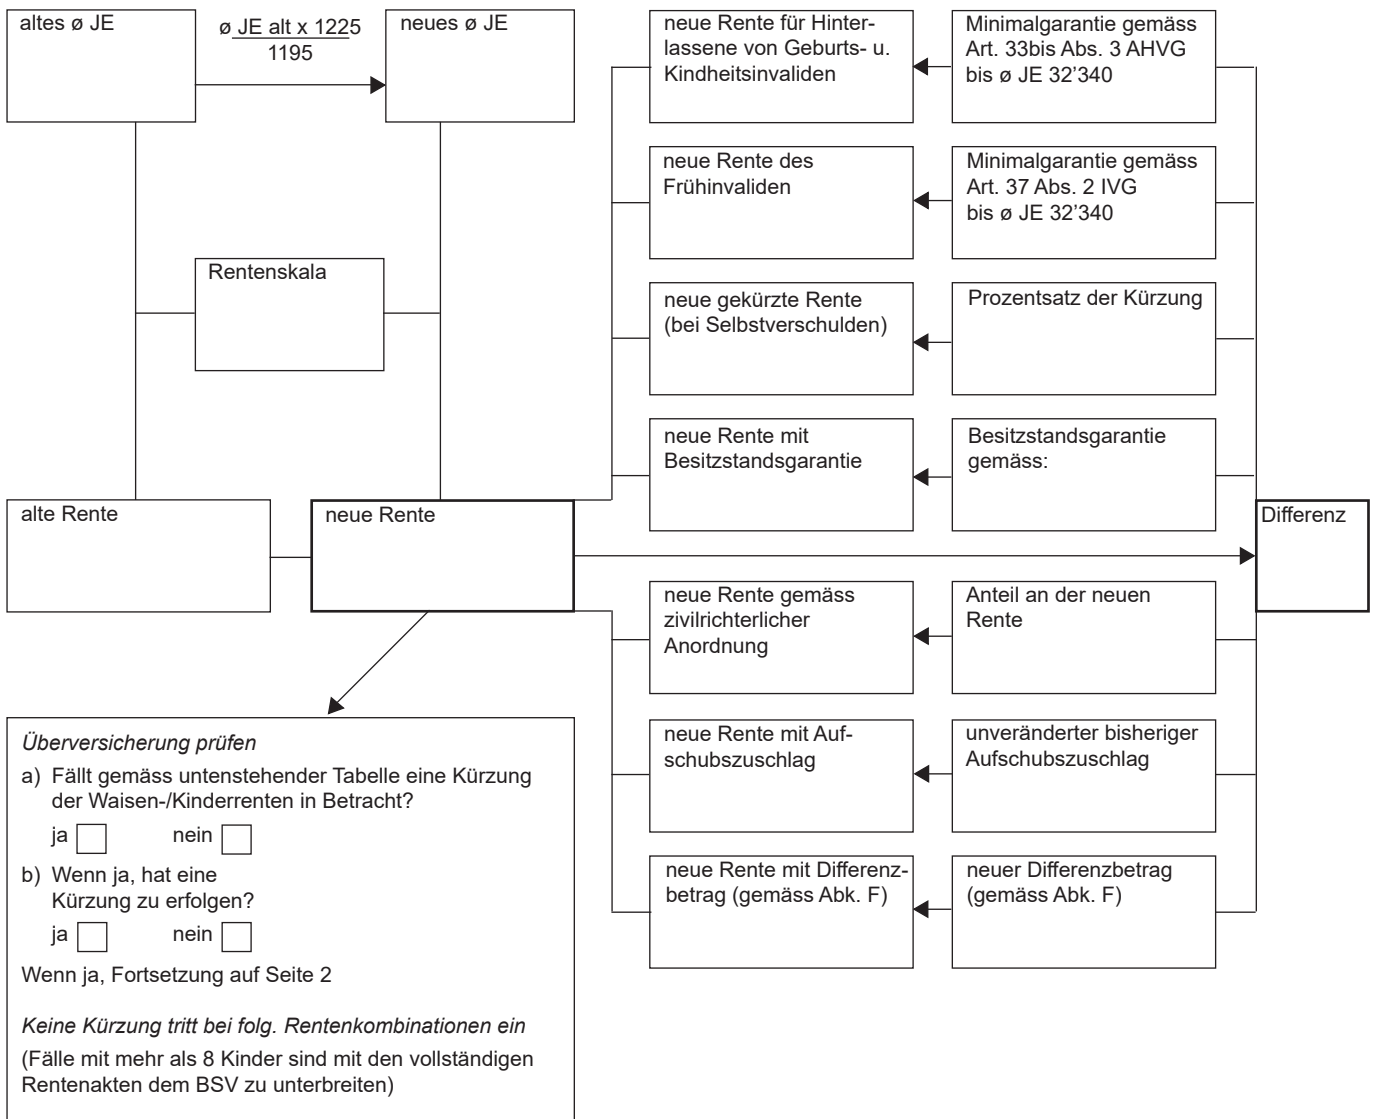 altes ø JE
ø JE alt x 1225
1195
neues ø JE
Rentenskala
alte Rente
neue Rente
neue Rente für Hinter-
lassene von Geburts- u.
Kindheitsinvaliden
Minimalgarantie gemäss
Art. 33bis Abs. 3 AHVG
bis ø JE 32’340
neue Rente des
Frühinvaliden
Minimalgarantie gemäss
Art. 37 Abs. 2 IVG
bis ø JE 32’340
neue gekürzte Rente
(bei Selbstverschulden)
Prozentsatz der Kürzung
neue Rente mit
Besitzstandsgarantie
Besitzstandsgarantie
gemäss:
Differenz
neue Rente gemäss
zivilrichterlicher
Anordnung
Anteil an der neuen
Rente
neue Rente mit Auf-
schubszuschlag
unveränderter bisheriger
Aufschubszuschlag
neue Rente mit Differenz-
betrag (gemäss Abk. F)
neuer Differenzbetrag
(gemäss Abk. F)
Überversicherung prüfen
a) Fällt gemäss untenstehender Tabelle eine Kürzung
der Waisen-/Kinderrenten in Betracht?
ja nein
b) Wenn ja, hat eine
Kürzung zu erfolgen?
ja nein
Wenn ja, Fortsetzung auf Seite 2
Keine Kürzung tritt bei folg. Rentenkombinationen ein
(Fälle mit mehr als 8 Kinder sind mit den vollständigen
Rentenakten dem BSV zu unterbreiten)